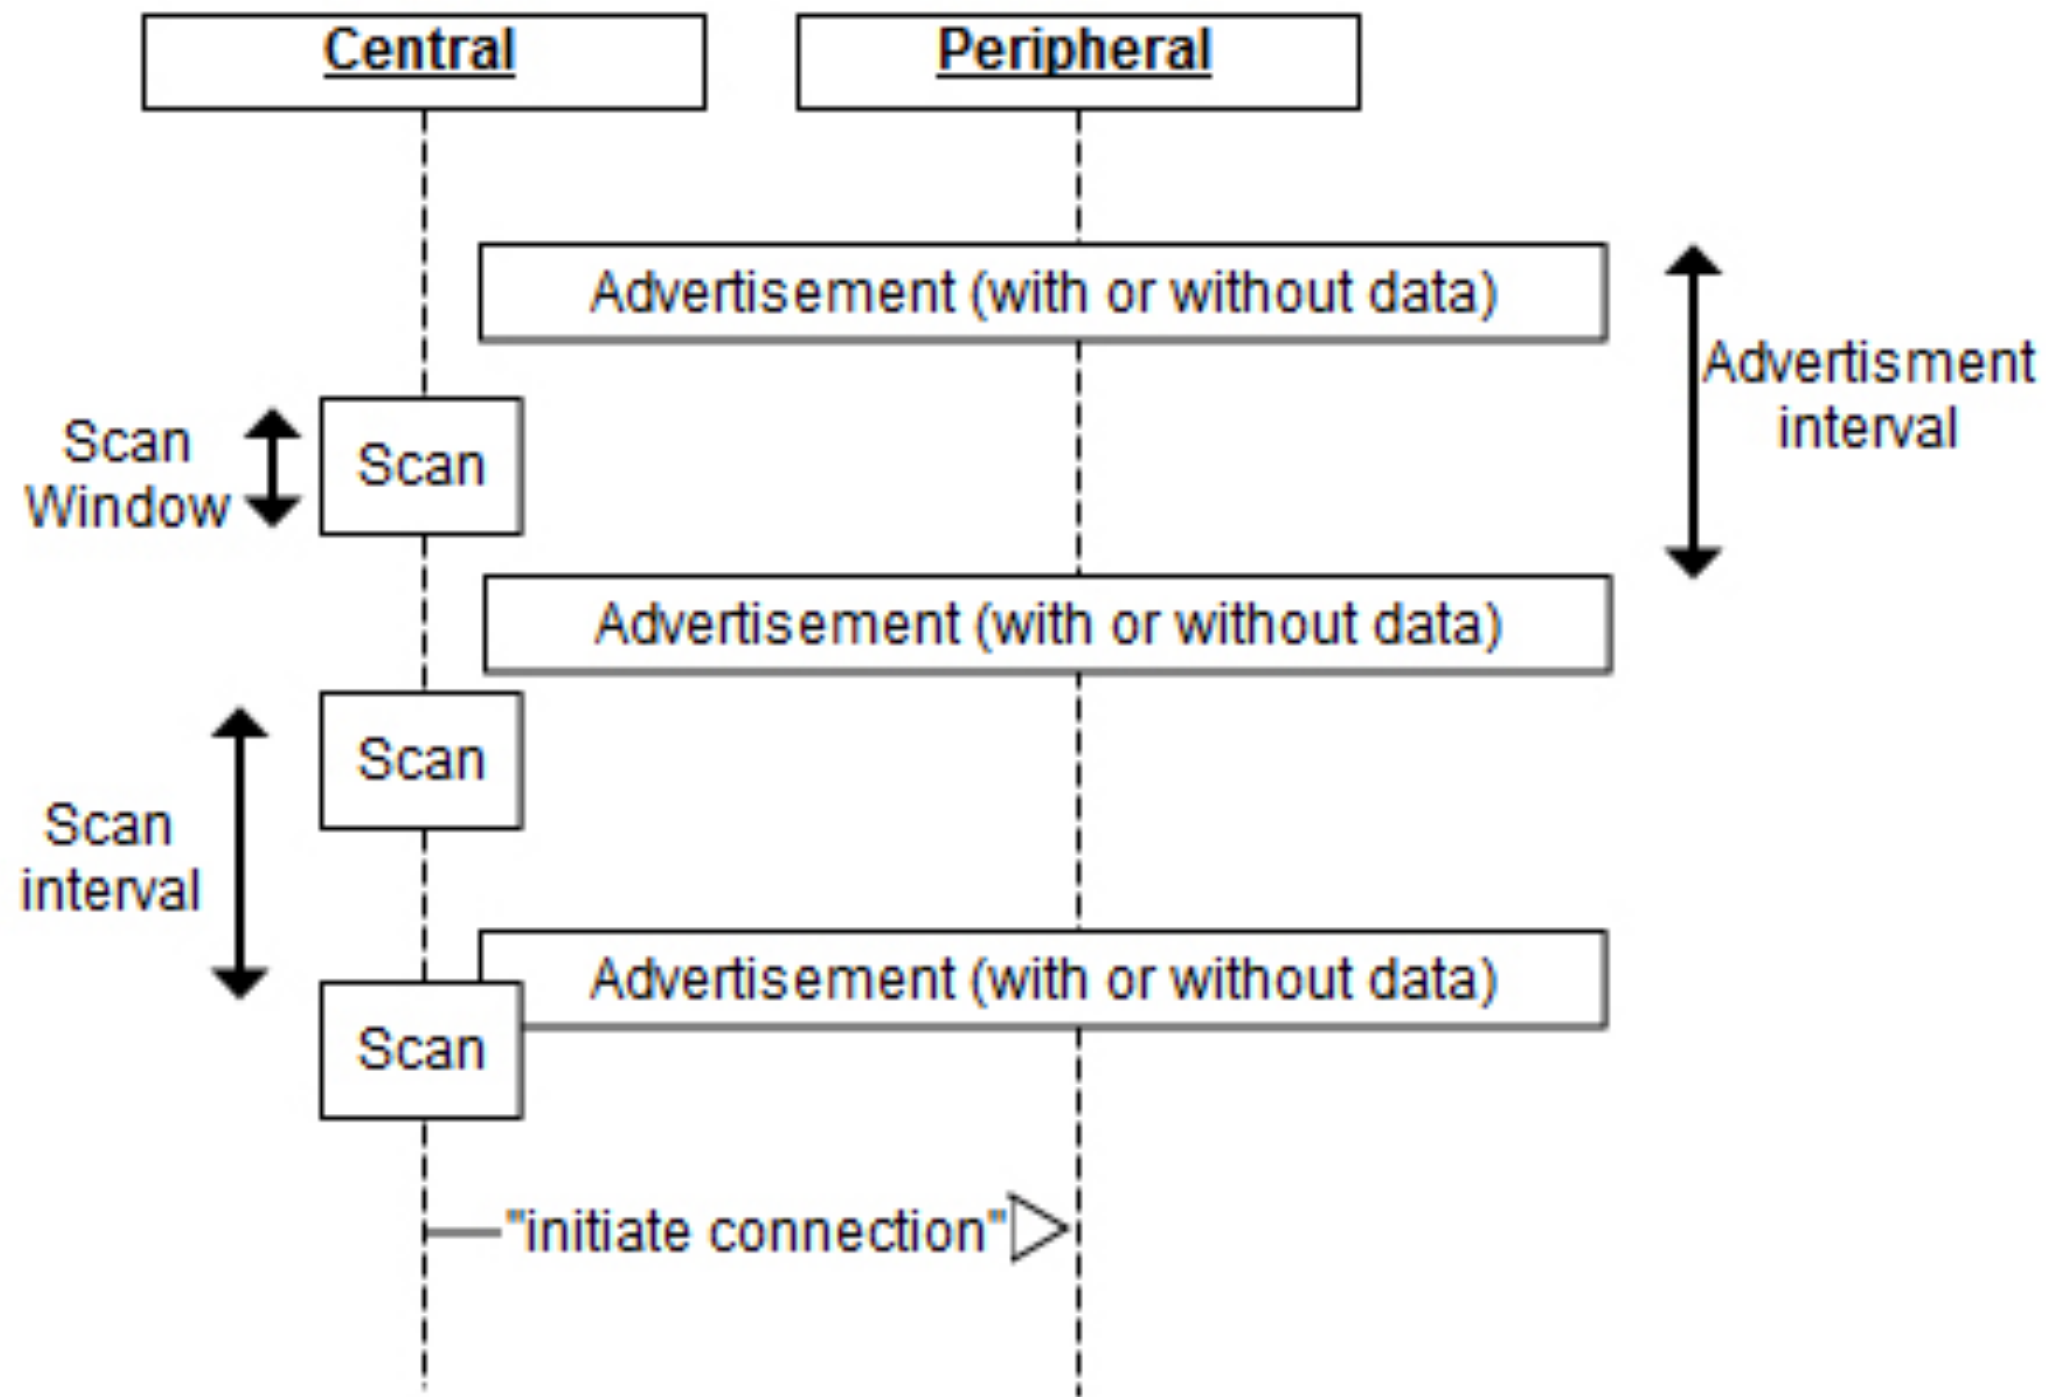 Central
Peripheral
Advertisement (with or without data)
Advertisment
interval
Scan
Window
Scan
Advertisement (with or without data)
Scan
Scan
interval
Advertisement (with or without data)
Scan
"initiate connection"